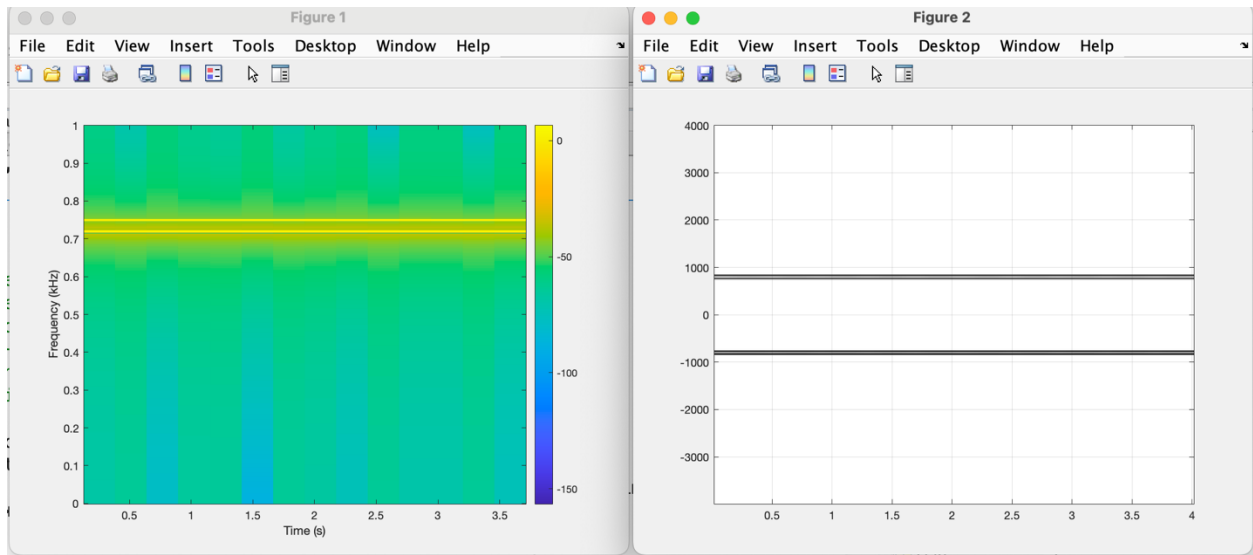 Figure 1
File Edit View Insert Tools Desktop Window Help
1
0.9
0.8
0.7
0.6
0.5
0.4
0.3
0.2
0.1
0
Frequency (kHz)
0.5 1 1.5 2 2.5 3 3.5
Time (s)
0
-50
-100
-150
Figure 2
File Edit View Insert Tools Desktop Window Help
4000
3000
2000
1000
0
-1000
-2000
-3000
0.5 1 1.5 2 2.5 3 3.5 4